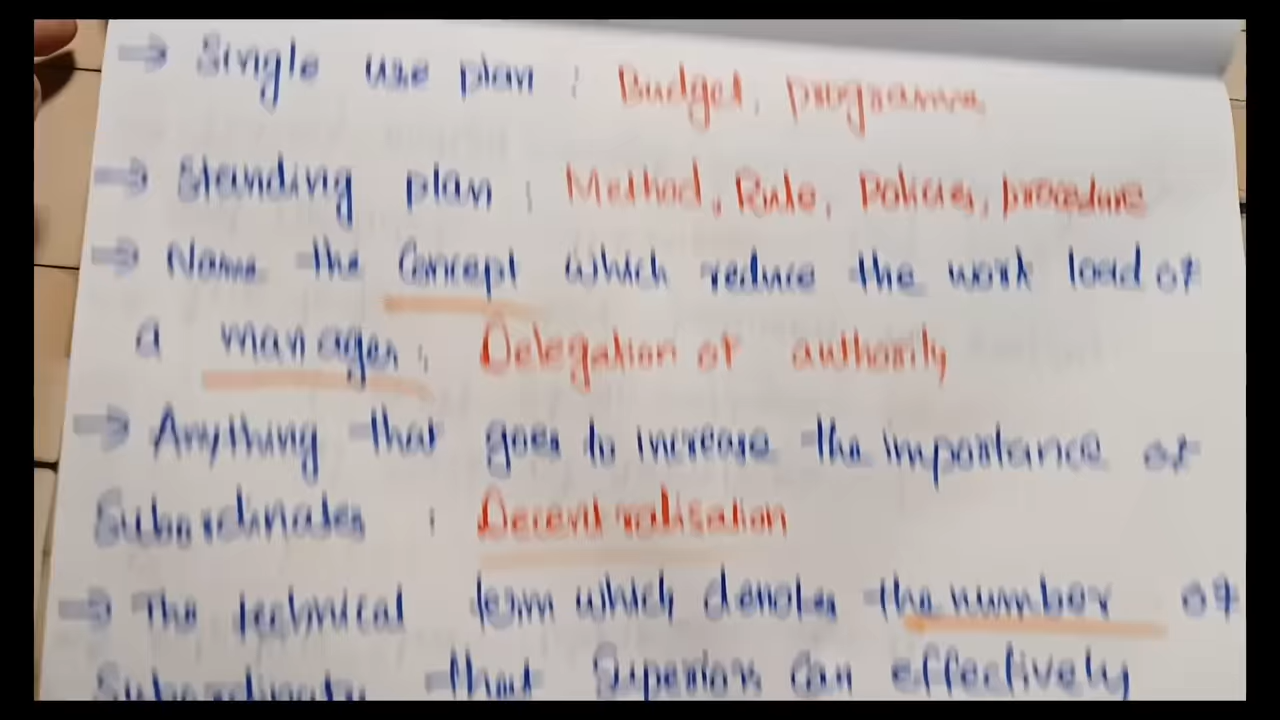 ⇒ Single use plan : Budget, programme
⇒ Standing plan : Method, Rule, Policies, procedure
⇒ Name the Concept which reduce the work load of
a manager : Delegation of authority
⇒ Anything that goes to increase the importance of
Subordinates : Decentralisation
⇒ The technical term which denotes the number of
Subordinates that Superiors can effectively